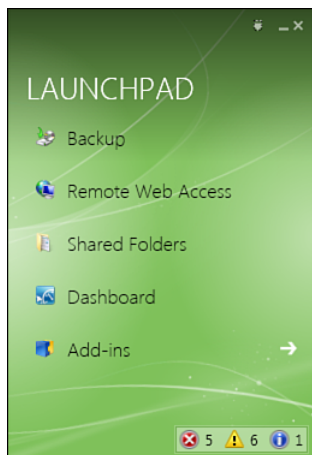 LAUNCHPAD
Backup
Remote Web Access
Shared Folders
Dashboard
Add-ins
5 6 1